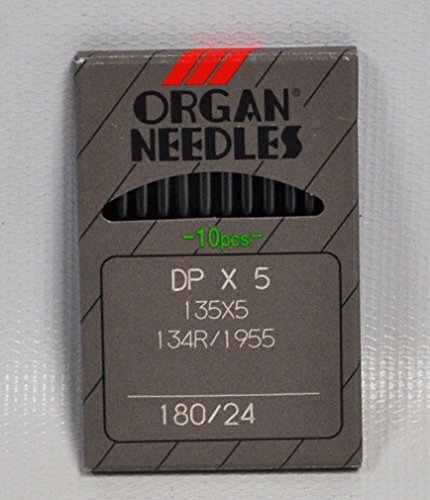 ORGAN®
NEEDLES
-10pcs.-
DP X 5
135X5
134R/1955
180/24